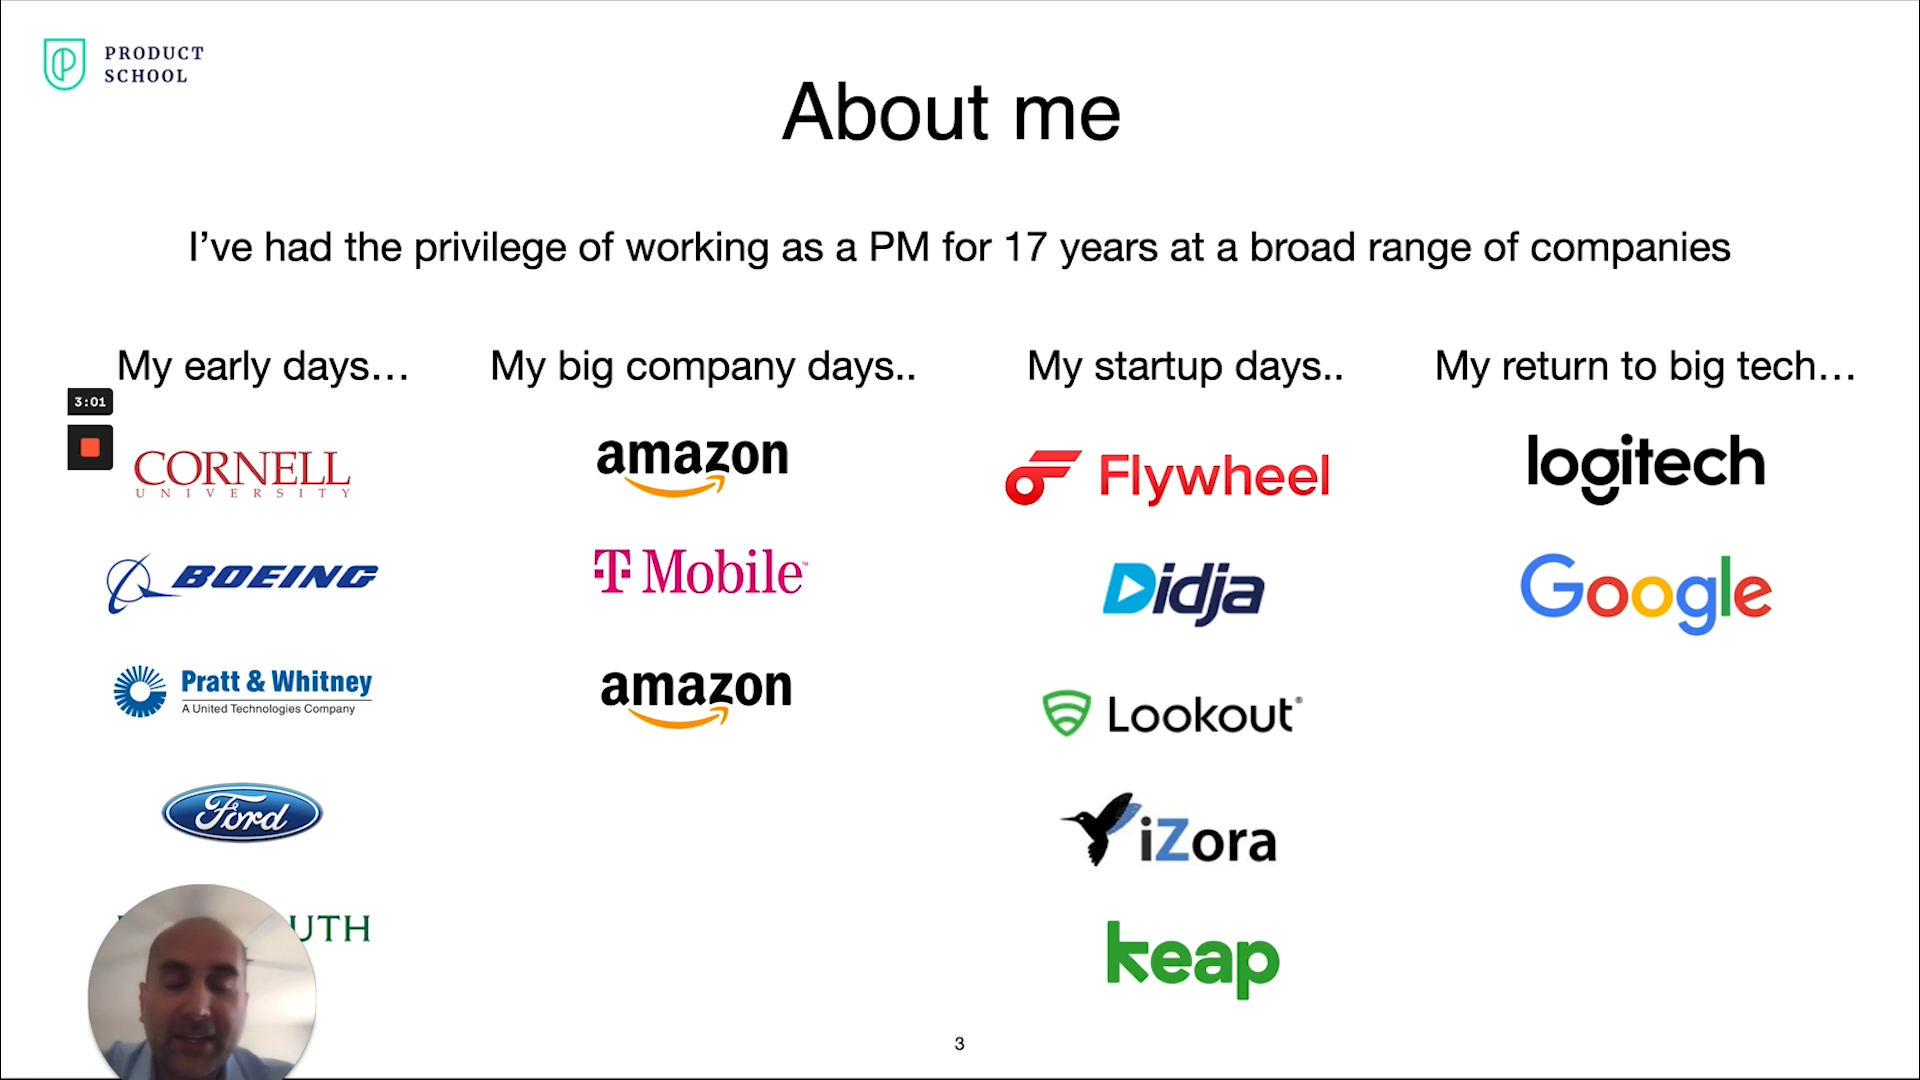 PRODUCT
SCHOOL
About me
I’ve had the privilege of working as a PM for 17 years at a broad range of companies
My early days…
My big company days..
My startup days..
My return to big tech…
3:01
CORNELL
UNIVERSITY
BOEING
Pratt & Whitney
A United Technologies Company
Ford
UTH
amazon
T Mobile™
amazon
Flywheel
Didja
Lookout®
iZora
keap
logitech
Google
3